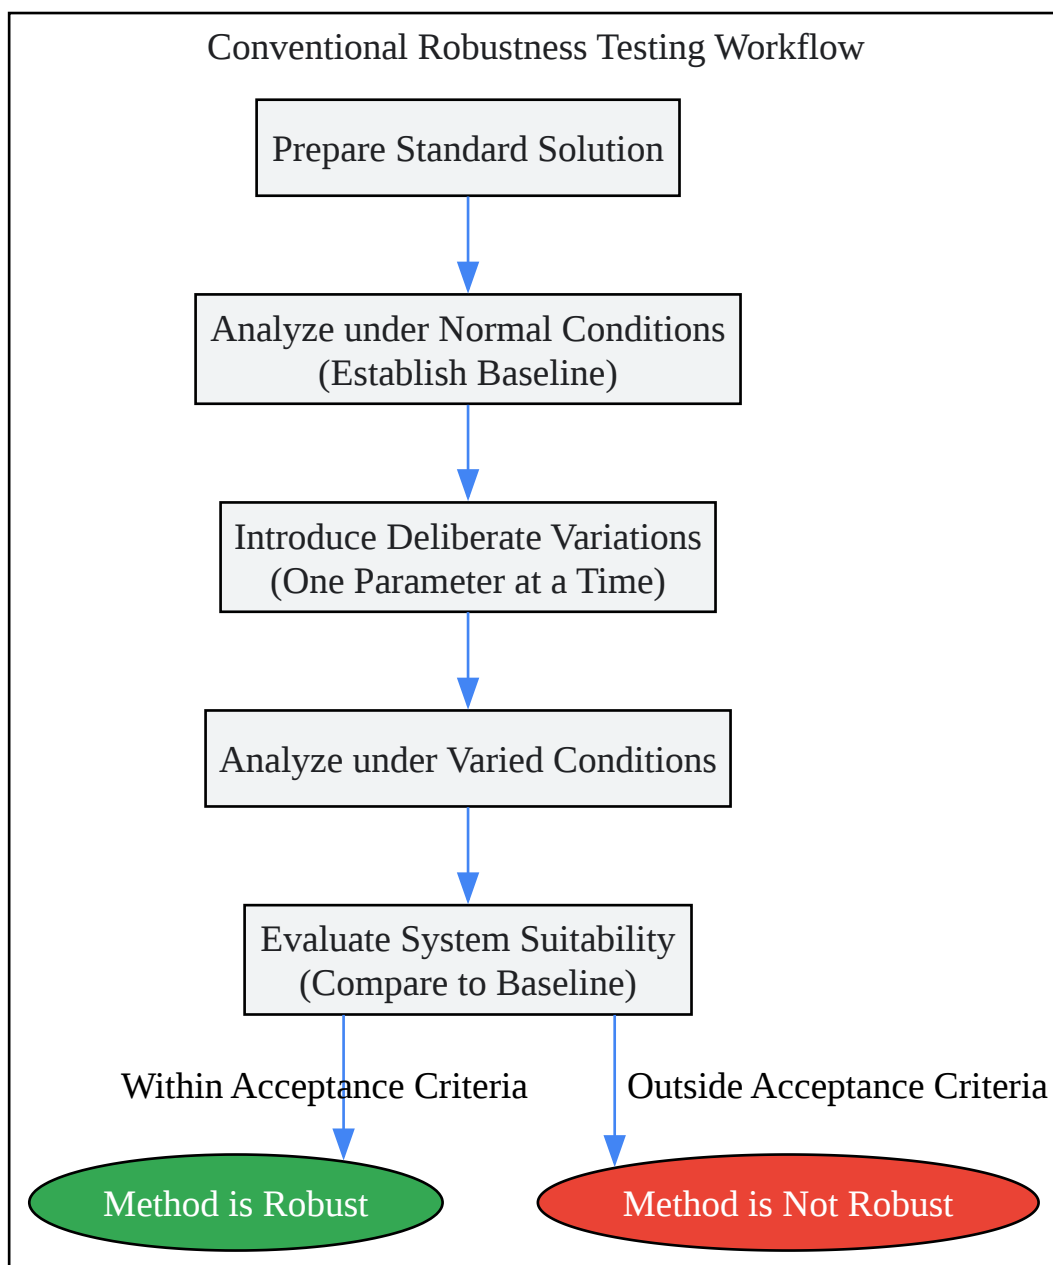 Conventional Robustness Testing Workflow
Prepare Standard Solution
Analyze under Normal Conditions
(Establish Baseline)
Introduce Deliberate Variations
(One Parameter at a Time)
Analyze under Varied Conditions
Evaluate System Suitability
(Compare to Baseline)
Within Acceptance Criteria
Outside Acceptance Criteria
Method is Robust
Method is Not Robust